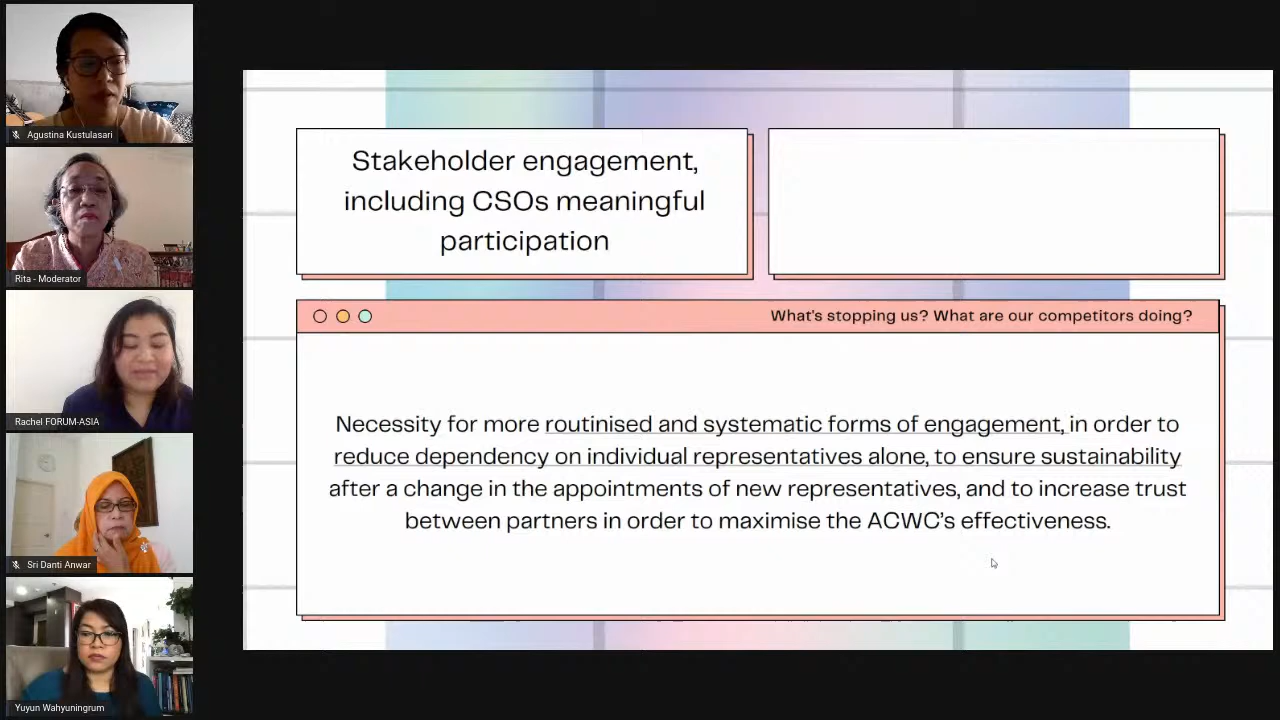 Agustina Kustulasari
Rita - Moderator
Rachel FORUM-ASIA
Sri Danti Anwar
Yuyun Wahyuningrum
Stakeholder engagement,
including CSOs meaningful
participation
What's stopping us? What are our competitors doing?
Necessity for more routinised and systematic forms of engagement, in order to
reduce dependency on individual representatives alone, to ensure sustainability
after a change in the appointments of new representatives, and to increase trust
between partners in order to maximise the ACWC's effectiveness.